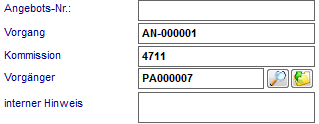 Angebots-Nr.:
Vorgang AN-000001
Kommission 4711
Vorgänger PA000007
interner Hinweis